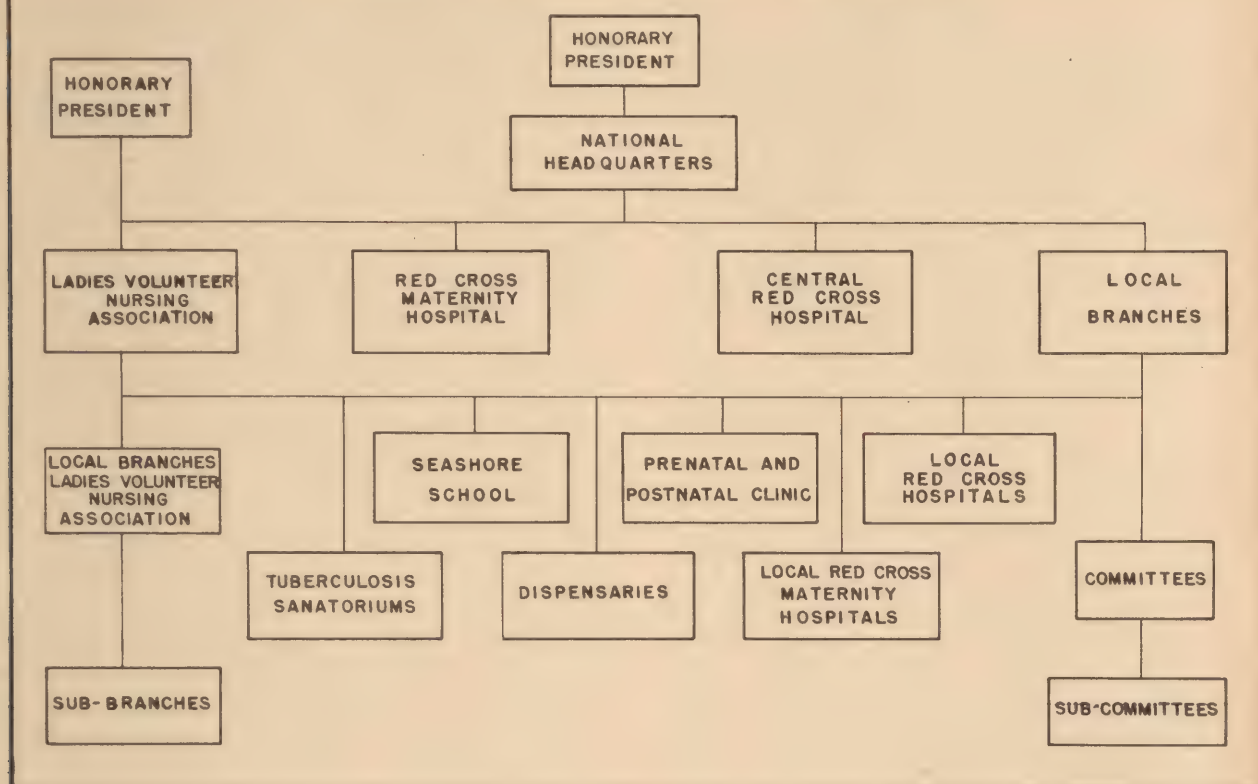 HONORARY
PRESIDENT
HONORARY
PRESIDENT
NATIONAL
HEADQUARTERS
LADIES VOLUNTEER
NURSING
ASSOCIATION
RED CROSS
MATERNITY
HOSPITAL
CENTRAL
RED CROSS
HOSPITAL
LOCAL
BRANCHES
LOCAL BRANCHES
LADIES VOLUNTEER
NURSING
ASSOCIATION
SEASHORE
SCHOOL
PRENATAL AND
POSTNATAL CLINIC
LOCAL
RED CROSS
HOSPITALS
TUBERCULOSIS
SANATORIUMS
DISPENSARIES
LOCAL RED CROSS
MATERNITY
HOSPITALS
COMMITTEES
SUB-BRANCHES
SUB-COMMITTEES